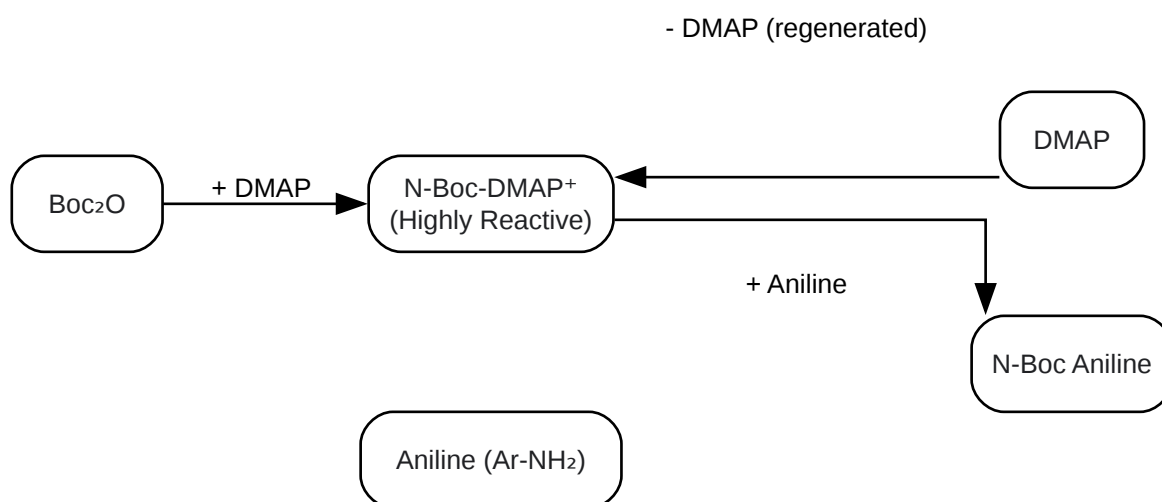 - DMAP (regenerated)
DMAP
Boc₂O
+ DMAP
N-Boc-DMAP⁺
(Highly Reactive)
+ Aniline
N-Boc Aniline
Aniline (Ar-NH₂)